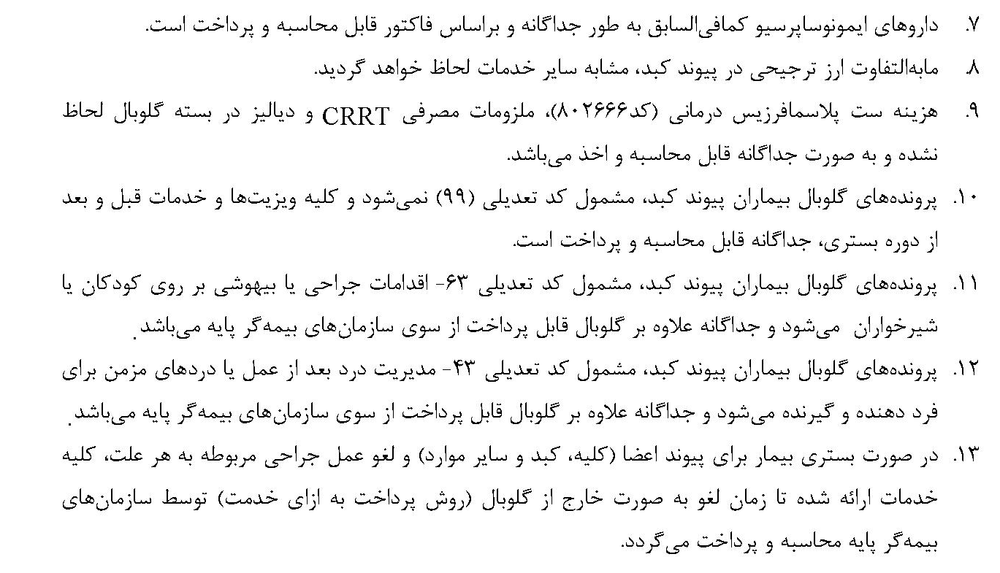 ۷. داروهای ایمونوساپرسیو کمافی‌السابق به طور جداگانه و براساس فاکتور قابل محاسبه و پرداخت است.
۸. مابه‌التفاوت ارز ترجیحی در پیوند کبد، مشابه سایر خدمات لحاظ خواهد گردید.
۹. هزینه ست پلاسمافرزیس درمانی (کد۸۰۲۶۶۶)، ملزومات مصرفی CRRT و دیالیز در بسته گلوبال لحاظ
نشده و به صورت جداگانه قابل محاسبه و اخذ می‌باشد.
۱۰. پرونده‌های گلوبال بیماران پیوند کبد، مشمول کد تعدیلی (۹۹) نمی‌شود و کلیه ویزیت‌ها و خدمات قبل و بعد
از دوره بستری، جداگانه قابل محاسبه و پرداخت است.
۱۱. پرونده‌های گلوبال بیماران پیوند کبد، مشمول کد تعدیلی ۶۳- اقدامات جراحی یا بیهوشی بر روی کودکان یا
شیرخواران می‌شود و جداگانه علاوه بر گلوبال قابل پرداخت از سوی سازمان‌های بیمه‌گر پایه می‌باشد.
۱۲. پرونده‌های گلوبال بیماران پیوند کبد، مشمول کد تعدیلی ۴۳- مدیریت درد بعد از عمل یا دردهای مزمن برای
فرد دهنده و گیرنده می‌شود و جداگانه علاوه بر گلوبال قابل پرداخت از سوی سازمان‌های بیمه‌گر پایه می‌باشد.
۱۳. در صورت بستری بیمار برای پیوند اعضا (کلیه، کبد و سایر موارد) و لغو عمل جراحی مربوطه به هر علت، کلیه
خدمات ارائه شده تا زمان لغو به صورت خارج از گلوبال (روش پرداخت به ازای خدمت) توسط سازمان‌های
بیمه‌گر پایه محاسبه و پرداخت می‌گردد.